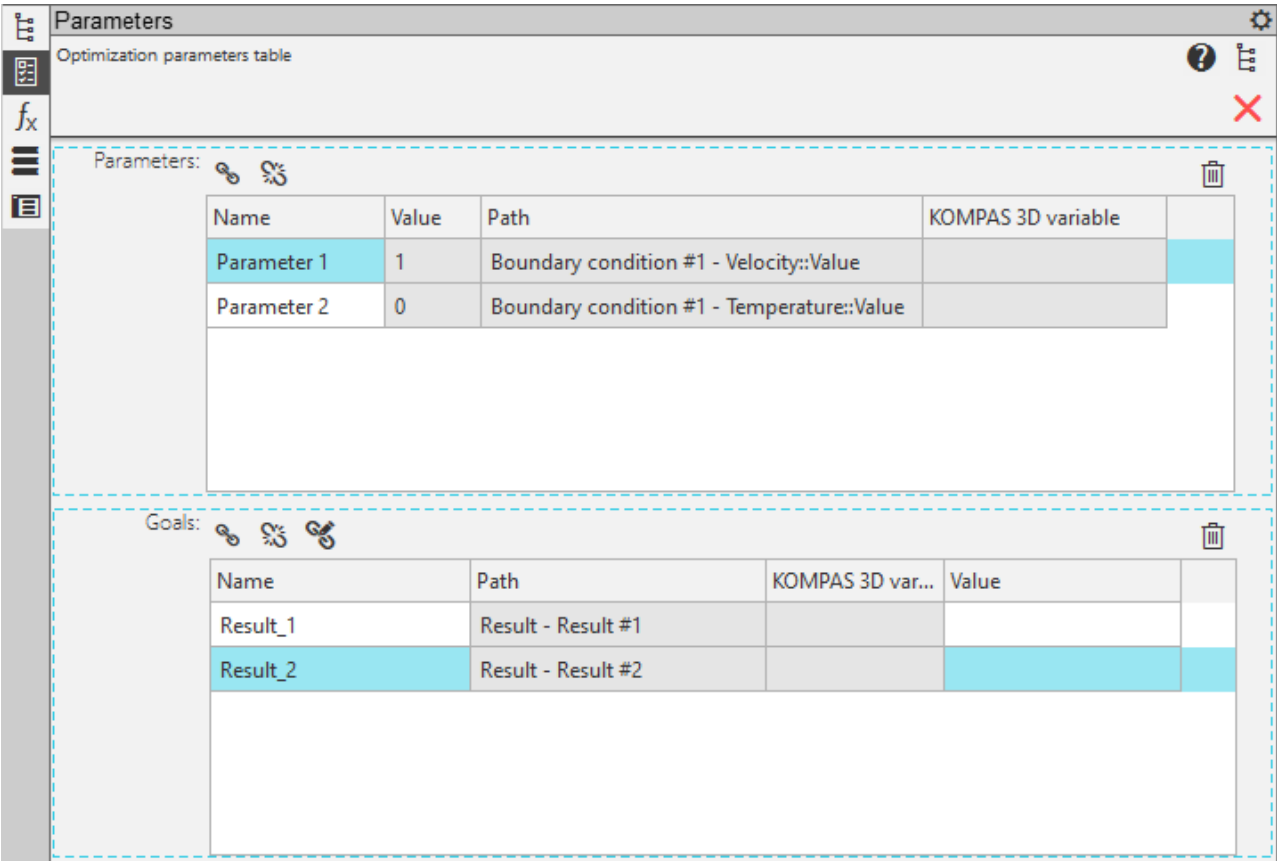 Parameters
Optimization parameters table
fx
Parameters:
Name Value Path KOMPAS 3D variable
Parameter 1 1 Boundary condition #1 - Velocity::Value
Parameter 2 0 Boundary condition #1 - Temperature::Value
Goals:
Name Path KOMPAS 3D var... Value
Result_1 Result - Result #1
Result_2 Result - Result #2